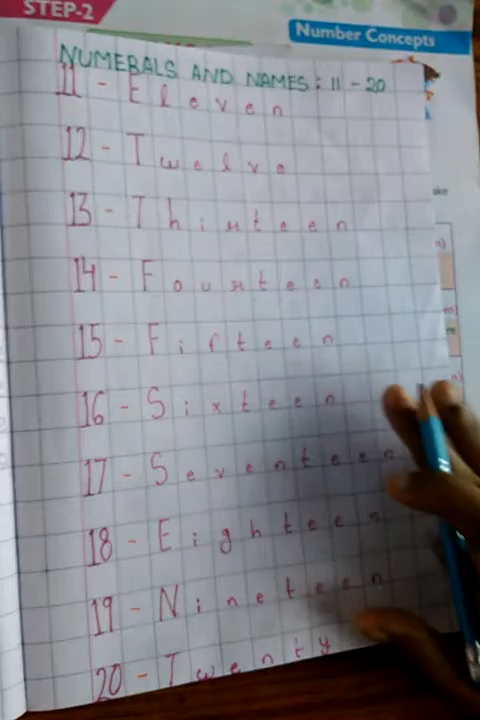 STEP-2
Number Concepts
NUMERALS AND NAMES: 11 - 20
11 - Eleven
12 - Twelve
13 - Thirteen
14 - Fourteen
15 - Fifteen
16 - Sixteen
17 - Seventeen
18 - Eighteen
19 - Nineteen
20 - Twenty